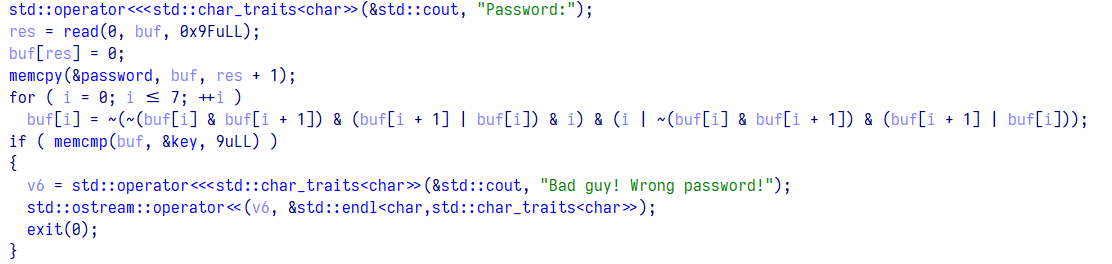 std::operator<<<std::char_traits<char>>(&std::cout, "Password:");
res = read(0, buf, 0x9FuLL);
buf[res] = 0;
memcpy(&password, buf, res + 1);
for ( i = 0; i <= 7; ++i )
  buf[i] = ~(~(buf[i] & buf[i + 1]) & (buf[i + 1] | buf[i]) & i) & (i | ~(buf[i] & buf[i + 1]) & (buf[i + 1] | buf[i]));
if ( memcmp(buf, &key, 9uLL) )
{
  v6 = std::operator<<<std::char_traits<char>>(&std::cout, "Bad guy! Wrong password!");
  std::ostream::operator<<(v6, &std::endl<char,std::char_traits<char>>);
  exit(0);
}